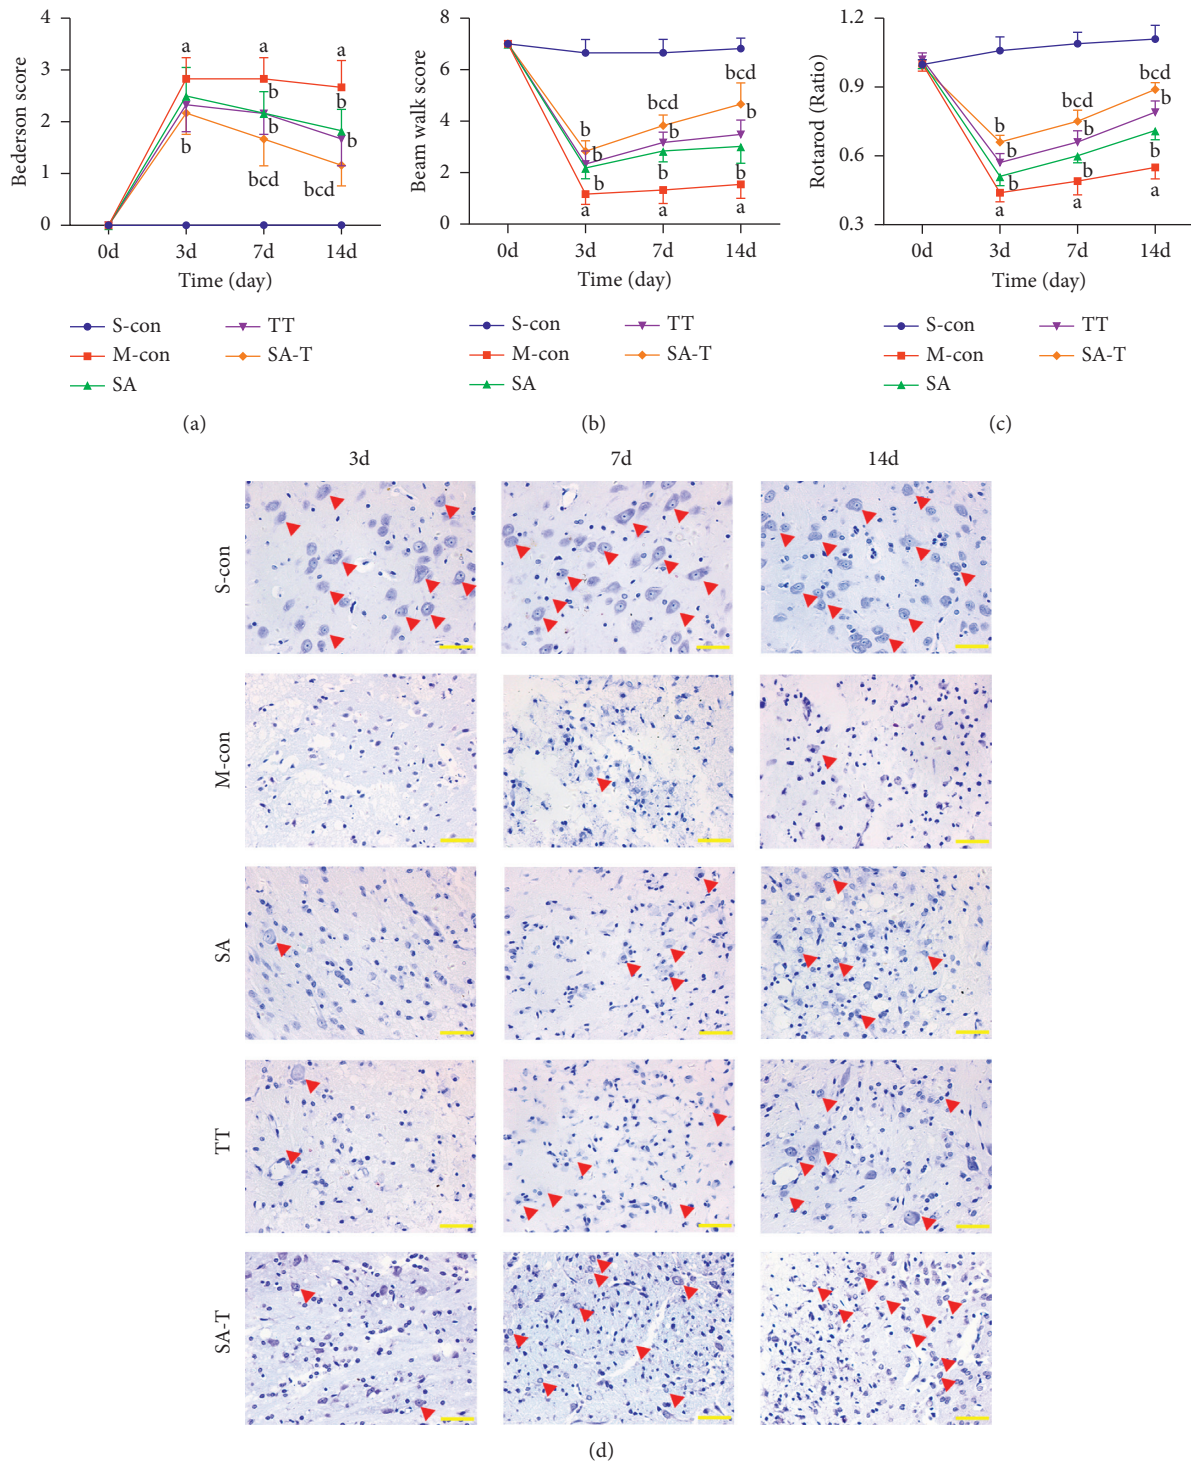 4
3
2
1
0
Bederson score
a
a
a
b
b
b
b
b
bcd
bcd
0d
3d
7d
14d
Time (day)
S-con
M-con
SA
TT
SA-T
(a)
8
6
4
2
0
Beam walk score
b
b
b
a
bcd
b
b
a
bcd
b
b
a
0d
3d
7d
14d
Time (day)
S-con
M-con
SA
TT
SA-T
(b)
1.2
0.9
0.6
0.3
Rotarod (Ratio)
b
b
b
a
bcd
b
b
a
bcd
b
b
a
0d
3d
7d
14d
Time (day)
S-con
M-con
SA
TT
SA-T
(c)
3d
7d
14d
S-con
M-con
SA
TT
SA-T
(d)